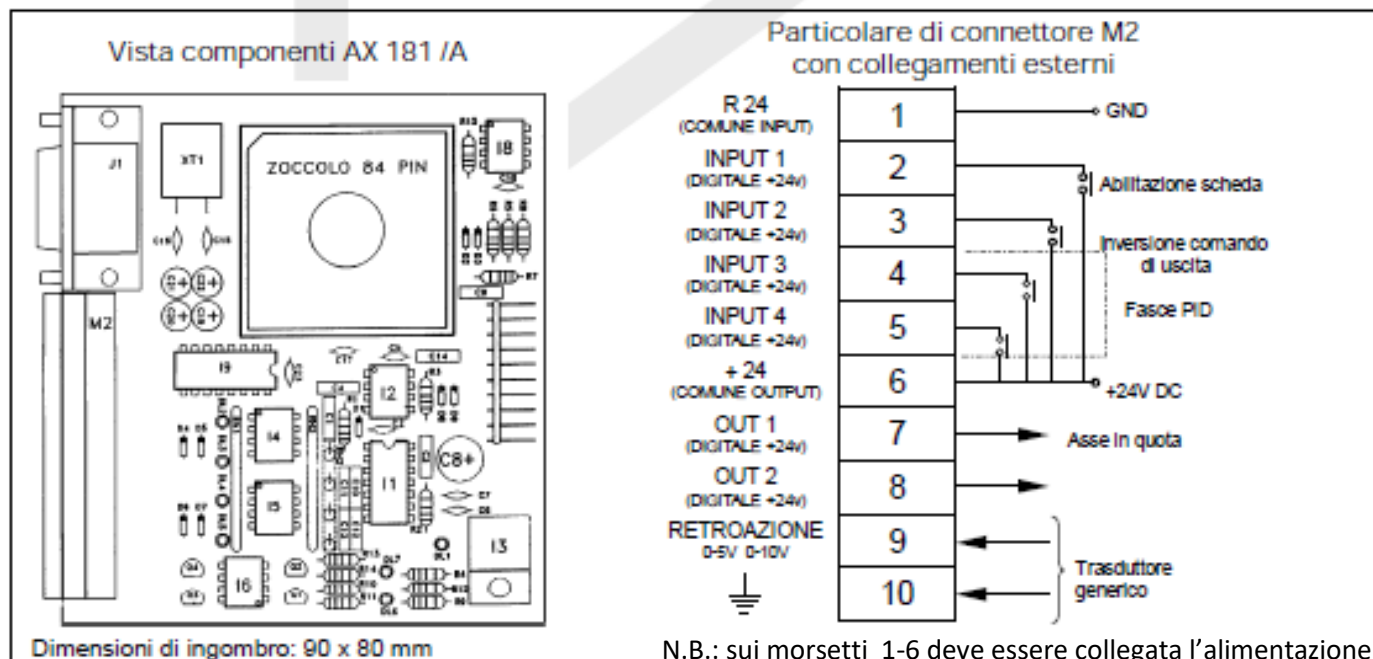 Vista componenti AX 181 /A
J1
XT1
ZOCCOLO 84 PIN
I8
R7
M2
I9
I2
C14
I4
I5
I1
C8+
I3
I6
DL7
DL1
Dimensioni di ingombro: 90 x 80 mm
Particolare di connettore M2
con collegamenti esterni
R 24
(COMUNE INPUT)
1
GND
INPUT 1
(DIGITALE +24v)
2
Abilitazione scheda
INPUT 2
(DIGITALE +24v)
3
Inversione comando
di uscita
INPUT 3
(DIGITALE +24v)
4
Fasce PID
INPUT 4
(DIGITALE +24v)
5
+ 24
(COMUNE OUTPUT)
6
+24V DC
OUT 1
(DIGITALE +24v)
7
Asse in quota
OUT 2
(DIGITALE +24v)
8
RETROAZIONE
0-5V 0-10V
9
10
Trasduttore
generico
N.B.: sui morsetti 1-6 deve essere collegata l'alimentazione